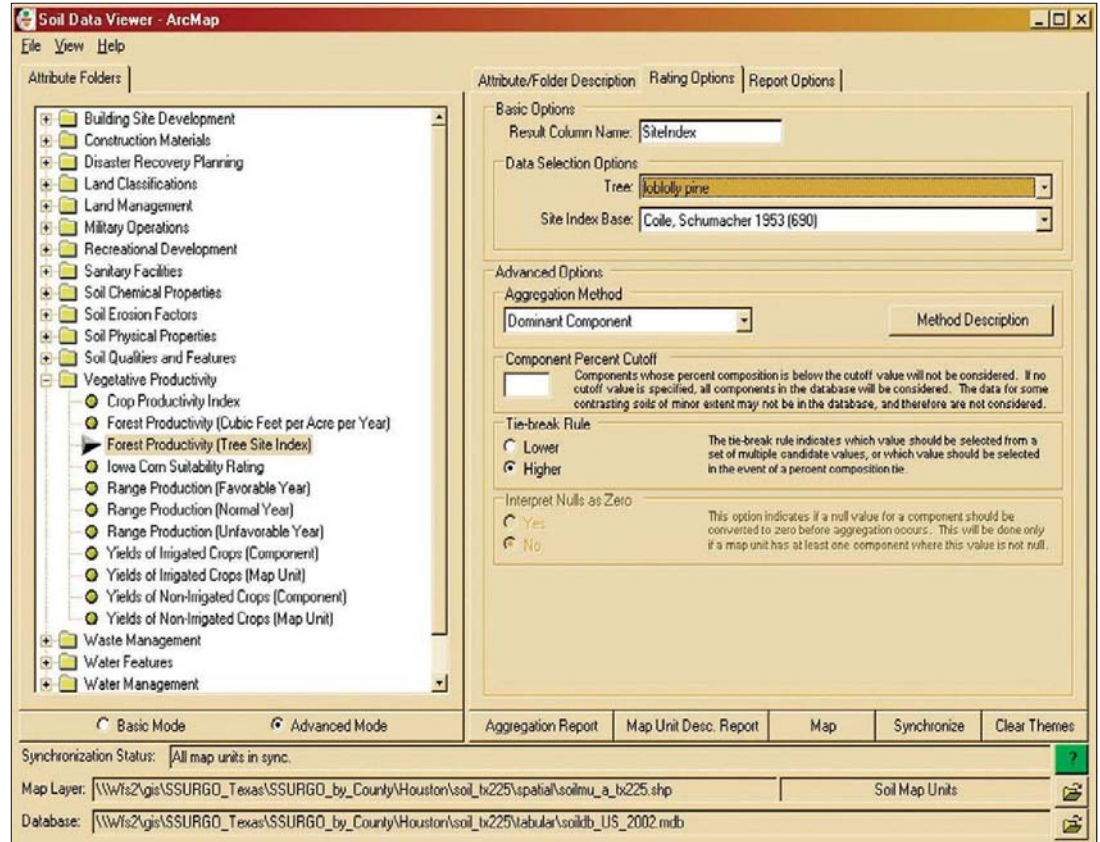 Soil Data Viewer - ArcMap
File View Help
Attribute Folders
Building Site Development
Construction Materials
Disaster Recovery Planning
Land Classifications
Land Management
Military Operations
Recreational Development
Sanitary Facilities
Soil Chemical Properties
Soil Erosion Factors
Soil Physical Properties
Soil Qualities and Features
Vegetative Productivity
Crop Productivity Index
Forest Productivity (Cubic Feet per Acre per Year)
Forest Productivity (Tree Site Index)
Iowa Corn Suitability Rating
Range Production (Favorable Year)
Range Production (Normal Year)
Range Production (Unfavorable Year)
Yields of Irrigated Crops (Component)
Yields of Irrigated Crops (Map Unit)
Yields of Non-Irrigated Crops (Component)
Yields of Non-Irrigated Crops (Map Unit)
Waste Management
Water Features
Water Management
Basic Mode Advanced Mode
Attribute/Folder Description Rating Options Report Options
Basic Options
Result Column Name: SiteIndex
Data Selection Options
Tree: loblolly pine
Site Index Base: Coile, Schumacher 1953 (690)
Advanced Options
Aggregation Method
Dominant Component Method Description
Component Percent Cutoff
Components whose percent composition is below the cutoff value will not be considered. If no
cutoff value is specified, all components in the database will be considered. The data for some
contrasting soils of minor extent may not be in the database, and therefore are not considered.
Tie-break Rule
Lower
Higher
The tie-break rule indicates which value should be selected from a
set of multiple candidate values, or which value should be selected
in the event of a percent composition tie.
Interpret Nulls as Zero
Yes
No
This option indicates if a null value for a component should be
converted to zero before aggregation occurs. This will be done only
if a map unit has at least one component where this value is not null.
Aggregation Report Map Unit Desc. Report Map Synchronize Clear Themes
Synchronization Status: All map units in sync. ?
Map Layer: \\Wfs2\gis\SSURGO_Texas\SSURGO_by_County\Houston\soil_tx225\spatial\soilmu_a_tx225.shp Soil Map Units
Database: \\Wfs2\gis\SSURGO_Texas\SSURGO_by_County\Houston\soil_tx225\tabular\soildb_US_2002.mdb